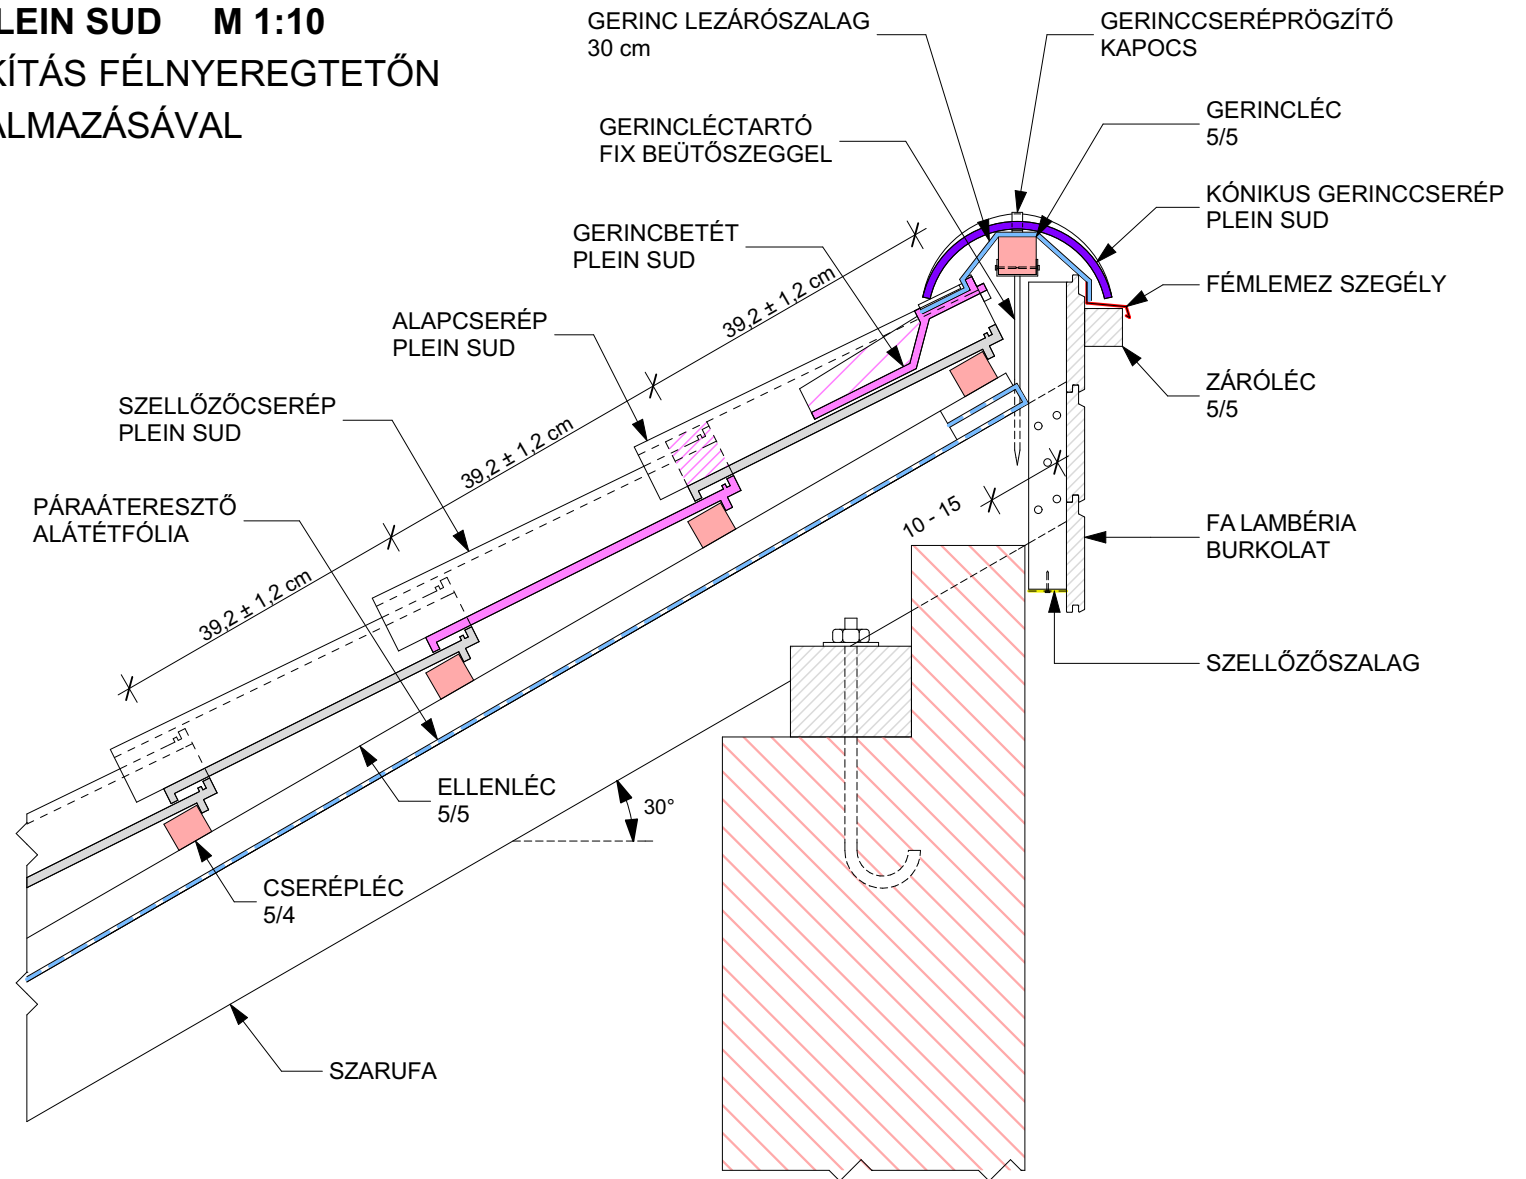 LEIN SUD M 1:10
KÍTÁS FÉLNYEREGTETŐN
ALMAZÁSÁVAL
GERINC LEZÁRÓSZALAG
30 cm
GERINCCSERÉPRÖGZÍTŐ
KAPOCS
GERINCLÉCTARTÓ
FIX BEÜTŐSZEGGEL
GERINCLÉC
5/5
KÓNIKUS GERINCCSERÉP
PLEIN SUD
GERINCBETÉT
PLEIN SUD
FÉMLEMEZ SZEGÉLY
ALAPCSERÉP
PLEIN SUD
39,2 ± 1,2 cm
ZÁRÓLÉC
5/5
SZELLŐZŐCSERÉP
PLEIN SUD
39,2 ± 1,2 cm
PÁRAÁTERESZTŐ
ALÁTÉTFÓLIA
10 - 15
FA LAMBÉRIA
BURKOLAT
39,2 ± 1,2 cm
SZELLŐZŐSZALAG
ELLENLÉC
5/5
30°
CSERÉPLÉC
5/4
SZARUFA